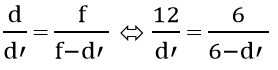 d/d′ = f/(f−d′) ⇔ 12/d′ = 6/(6−d′)